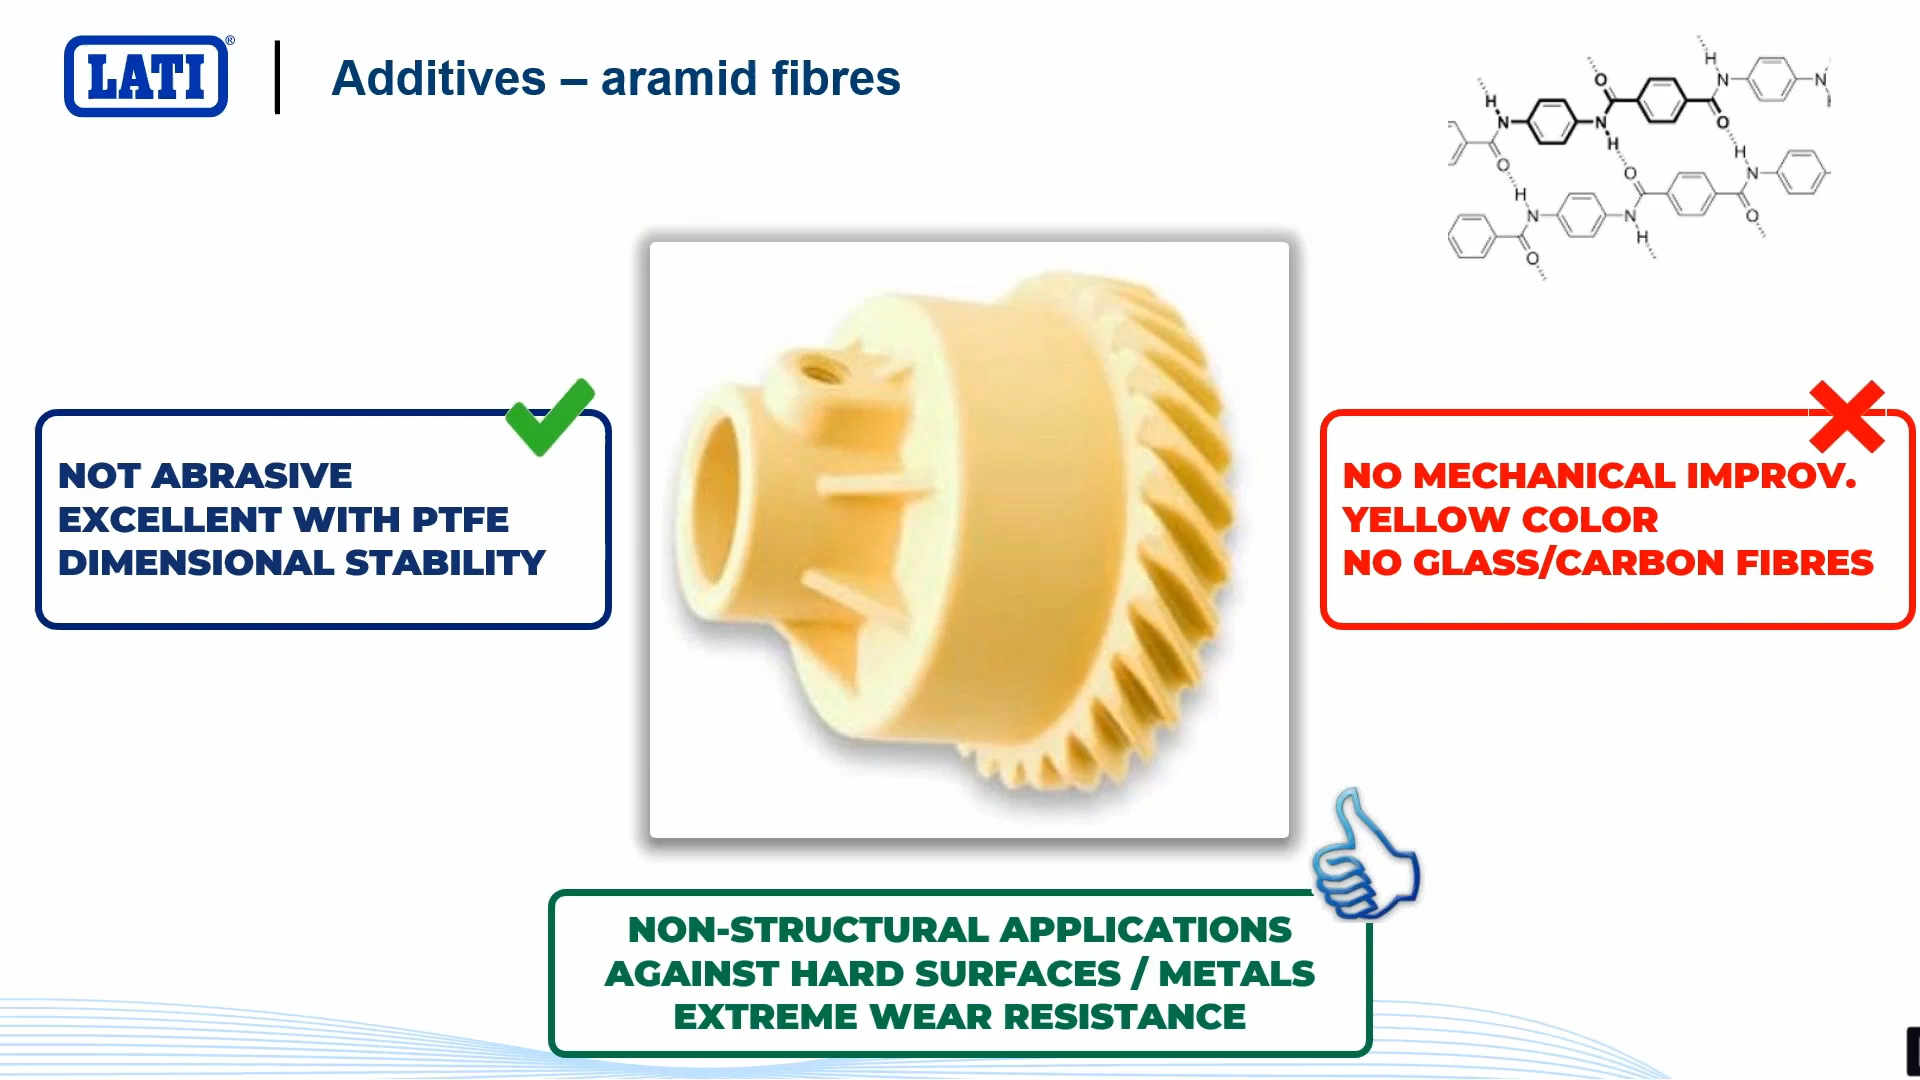 LATI®
Additives – aramid fibres
NOT ABRASIVE
EXCELLENT WITH PTFE
DIMENSIONAL STABILITY
NO MECHANICAL IMPROV.
YELLOW COLOR
NO GLASS/CARBON FIBRES
NON-STRUCTURAL APPLICATIONS
AGAINST HARD SURFACES / METALS
EXTREME WEAR RESISTANCE